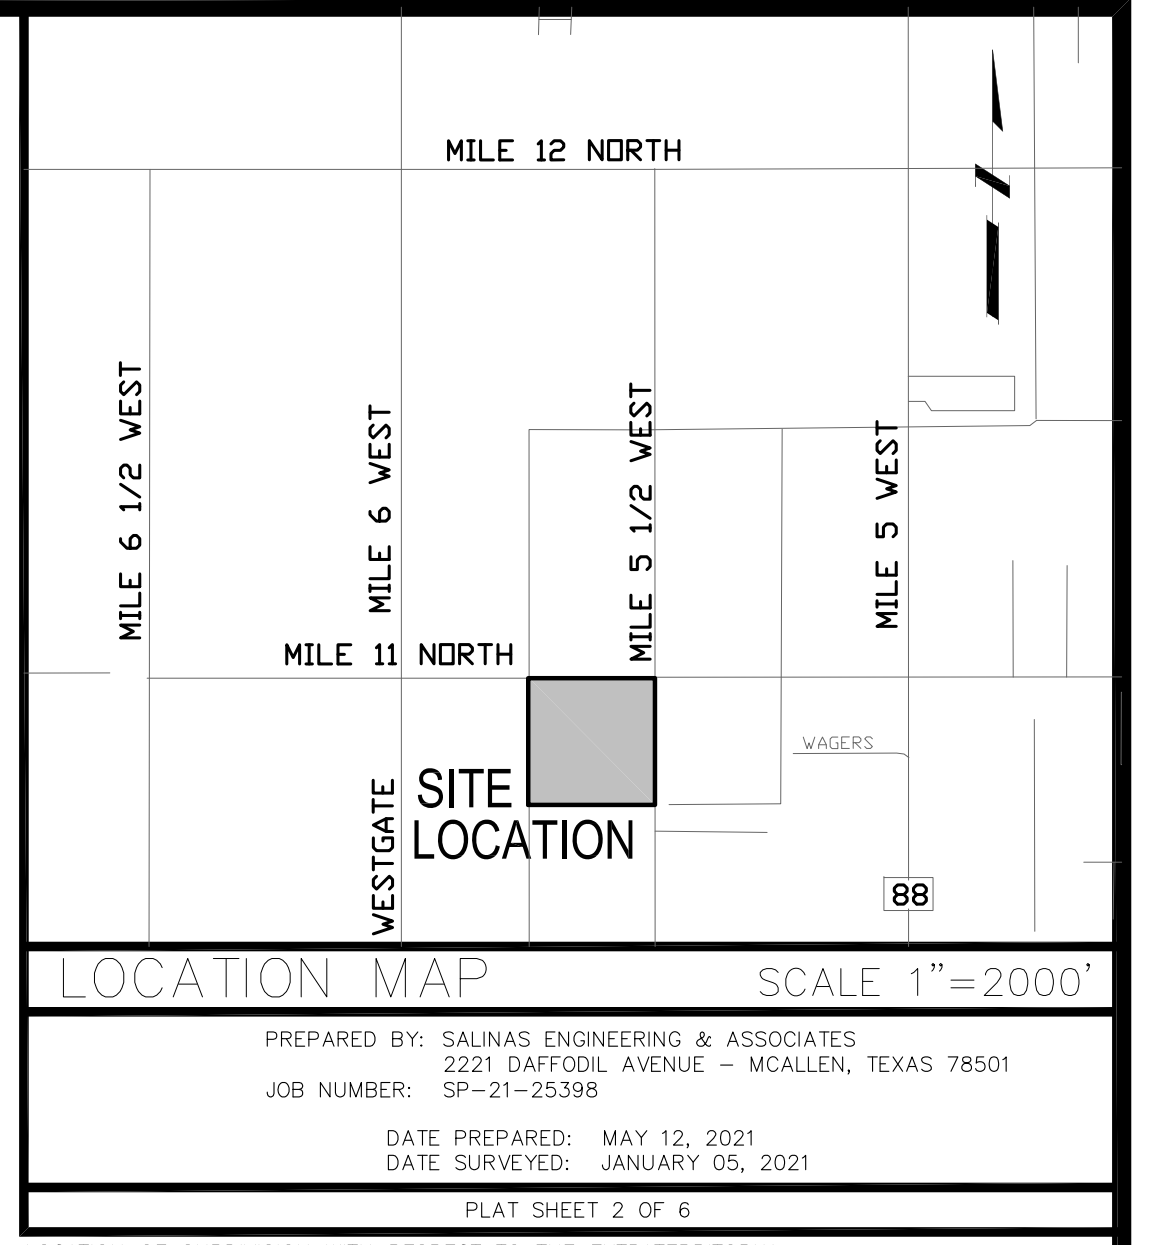 MILE 12 NORTH
MILE 6 1/2 WEST
MILE 6 WEST
MILE 5 1/2 WEST
MILE 5 WEST
MILE 11 NORTH
WAGERS
WESTGATE
SITE
LOCATION
88
LOCATION MAP SCALE 1"=2000'
PREPARED BY: SALINAS ENGINEERING & ASSOCIATES
2221 DAFFODIL AVENUE – MCALLEN, TEXAS 78501
JOB NUMBER: SP-21-25398
DATE PREPARED: MAY 12, 2021
DATE SURVEYED: JANUARY 05, 2021
PLAT SHEET 2 OF 6